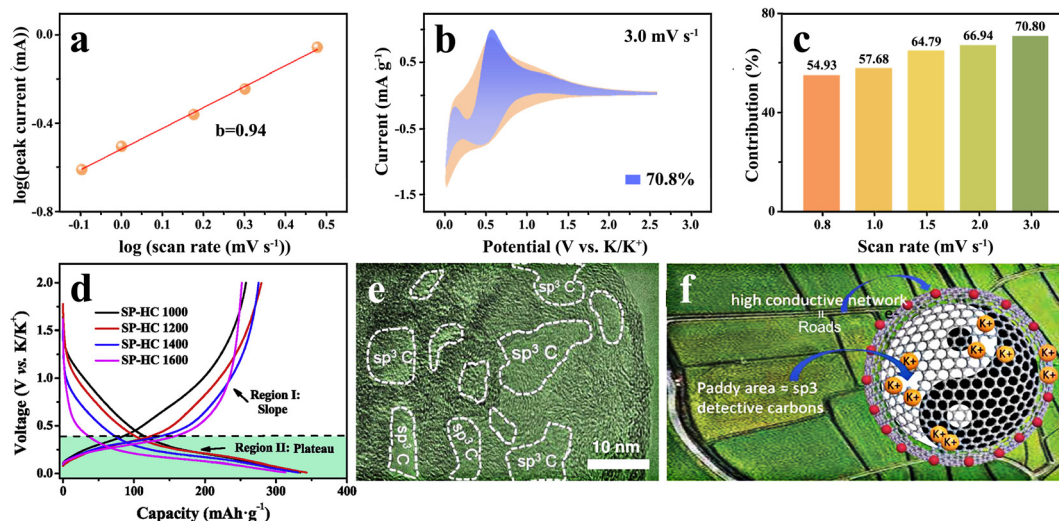 a
log(peak current (mA))
0.0
-0.4
-0.8
b=0.94
-0.1 0.0 0.1 0.2 0.3 0.4 0.5
log (scan rate (mV s⁻¹))
b
Current (mA g⁻¹)
1.0
0.5
0.0
-0.5
-1.5
3.0 mV s⁻¹
70.8%
0.0 0.5 1.0 1.5 2.0 2.5 3.0
Potential (V vs. K/K⁺)
c
Contribution (%)
80
60
40
20
0
54.93 57.68 64.79 66.94 70.80
0.8 1.0 1.5 2.0 3.0
Scan rate (mV s⁻¹)
d
Voltage (V vs. K/K⁺)
2.0
1.5
1.0
0.5
0.0
SP-HC 1000
SP-HC 1200
SP-HC 1400
SP-HC 1600
Region I:
Slope
Region II: Plateau
0 100 200 300 400
Capacity (mAh·g⁻¹)
e
sp³ C
sp³ C
sp³ C
sp³ C
sp³ C
10 nm
f
high conductive network
=
Roads
e
Paddy area = sp3
detective carbons
K+
K+
K+
K+
K+
K+
K+
K+
K+
K+
K+